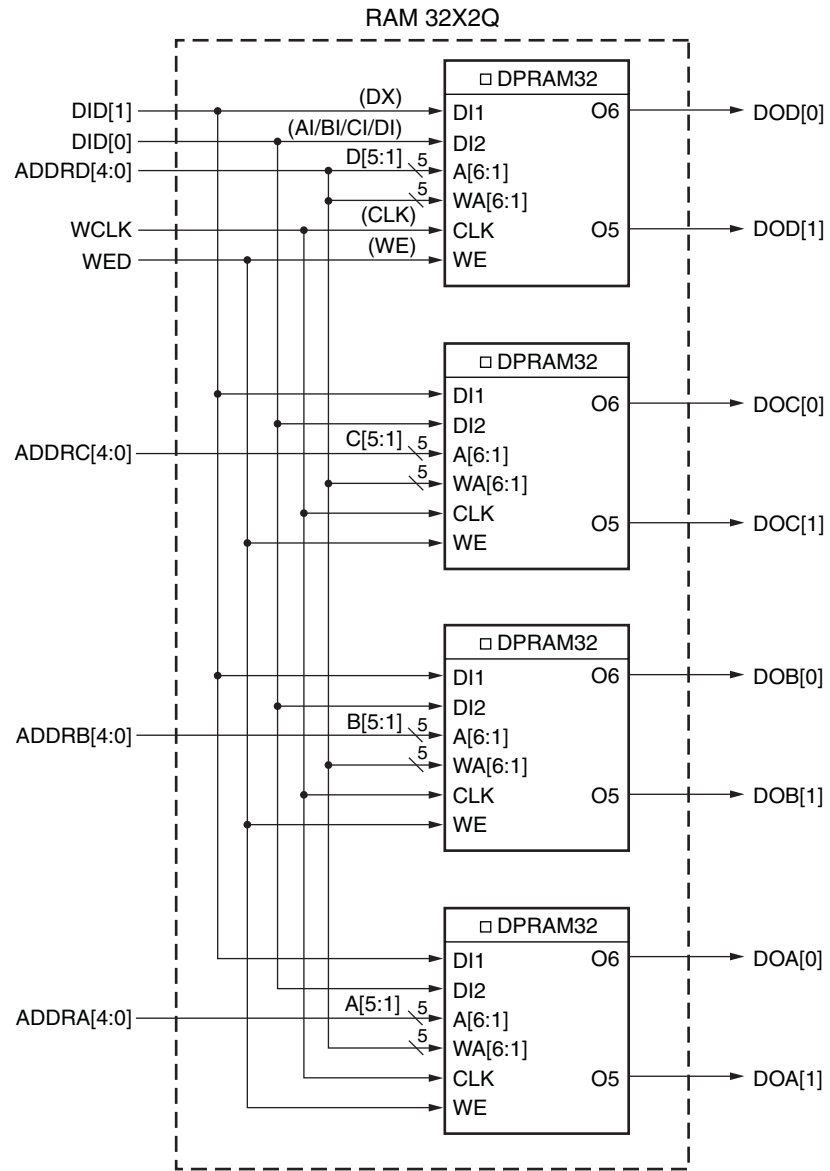 RAM 32X2Q
DPRAM32
DID[1] (DX) DI1 O6 DOD[0]
DID[0] (AI/BI/CI/DI) DI2
ADDRD[4:0] D[5:1] 5 A[6:1]
5 WA[6:1]
WCLK (CLK) CLK O5 DOD[1]
WED (WE) WE
DPRAM32
DI1 O6 DOC[0]
DI2
ADDRC[4:0] C[5:1] 5 A[6:1]
5 WA[6:1]
CLK O5 DOC[1]
WE
DPRAM32
DI1 O6 DOB[0]
DI2
ADDRB[4:0] B[5:1] 5 A[6:1]
5 WA[6:1]
CLK O5 DOB[1]
WE
DPRAM32
DI1 O6 DOA[0]
DI2
ADDRA[4:0] A[5:1] 5 A[6:1]
5 WA[6:1]
CLK O5 DOA[1]
WE